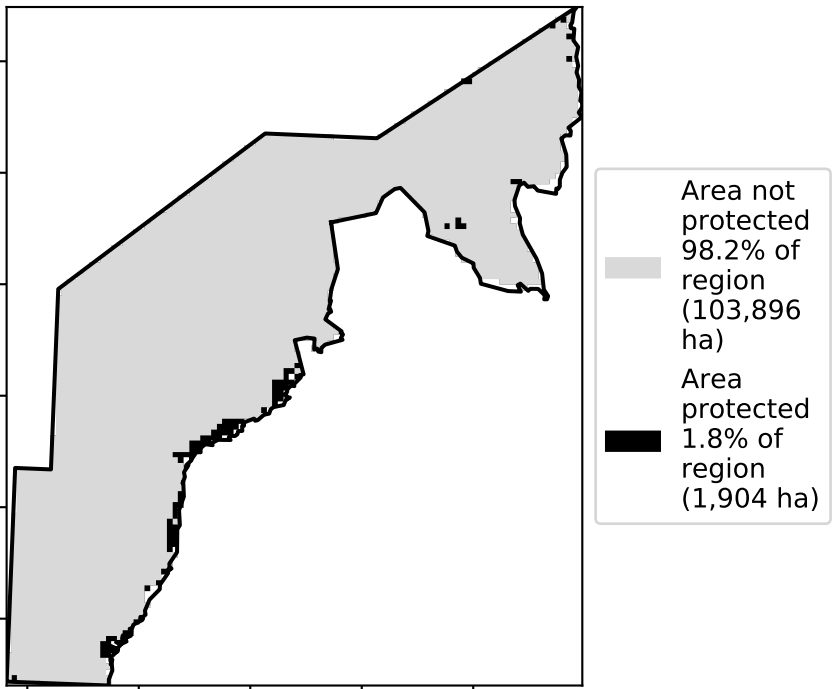 Area not
protected
98.2% of
region
(103,896
ha)
Area
protected
1.8% of
region
(1,904 ha)